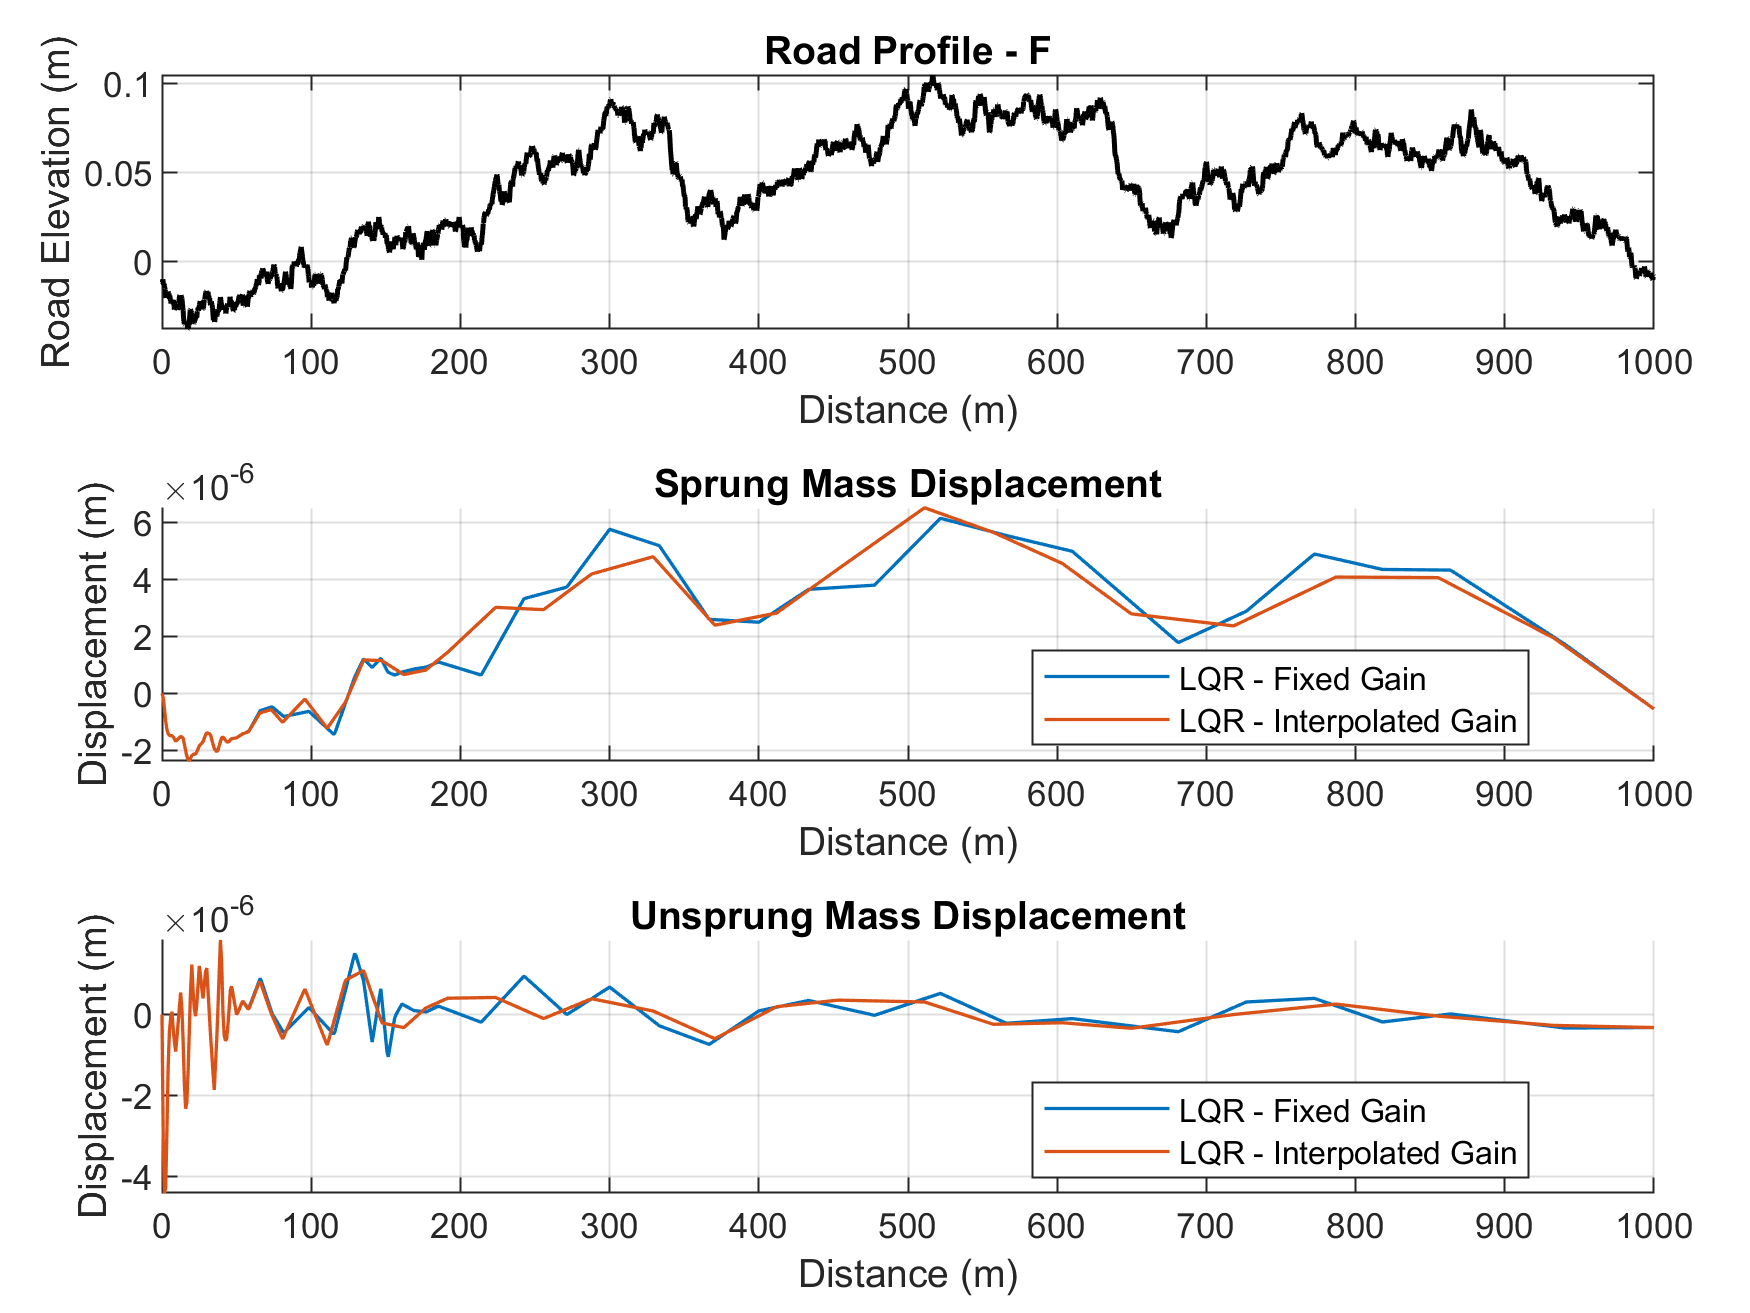 Road Profile - F
Road Elevation (m)
0.1
0.05
0
0 100 200 300 400 500 600 700 800 900 1000
Distance (m)
×10-6
Sprung Mass Displacement
Displacement (m)
6
4
2
0
-2
LQR - Fixed Gain
LQR - Interpolated Gain
0 100 200 300 400 500 600 700 800 900 1000
Distance (m)
×10-6
Unsprung Mass Displacement
Displacement (m)
0
-2
-4
LQR - Fixed Gain
LQR - Interpolated Gain
0 100 200 300 400 500 600 700 800 900 1000
Distance (m)